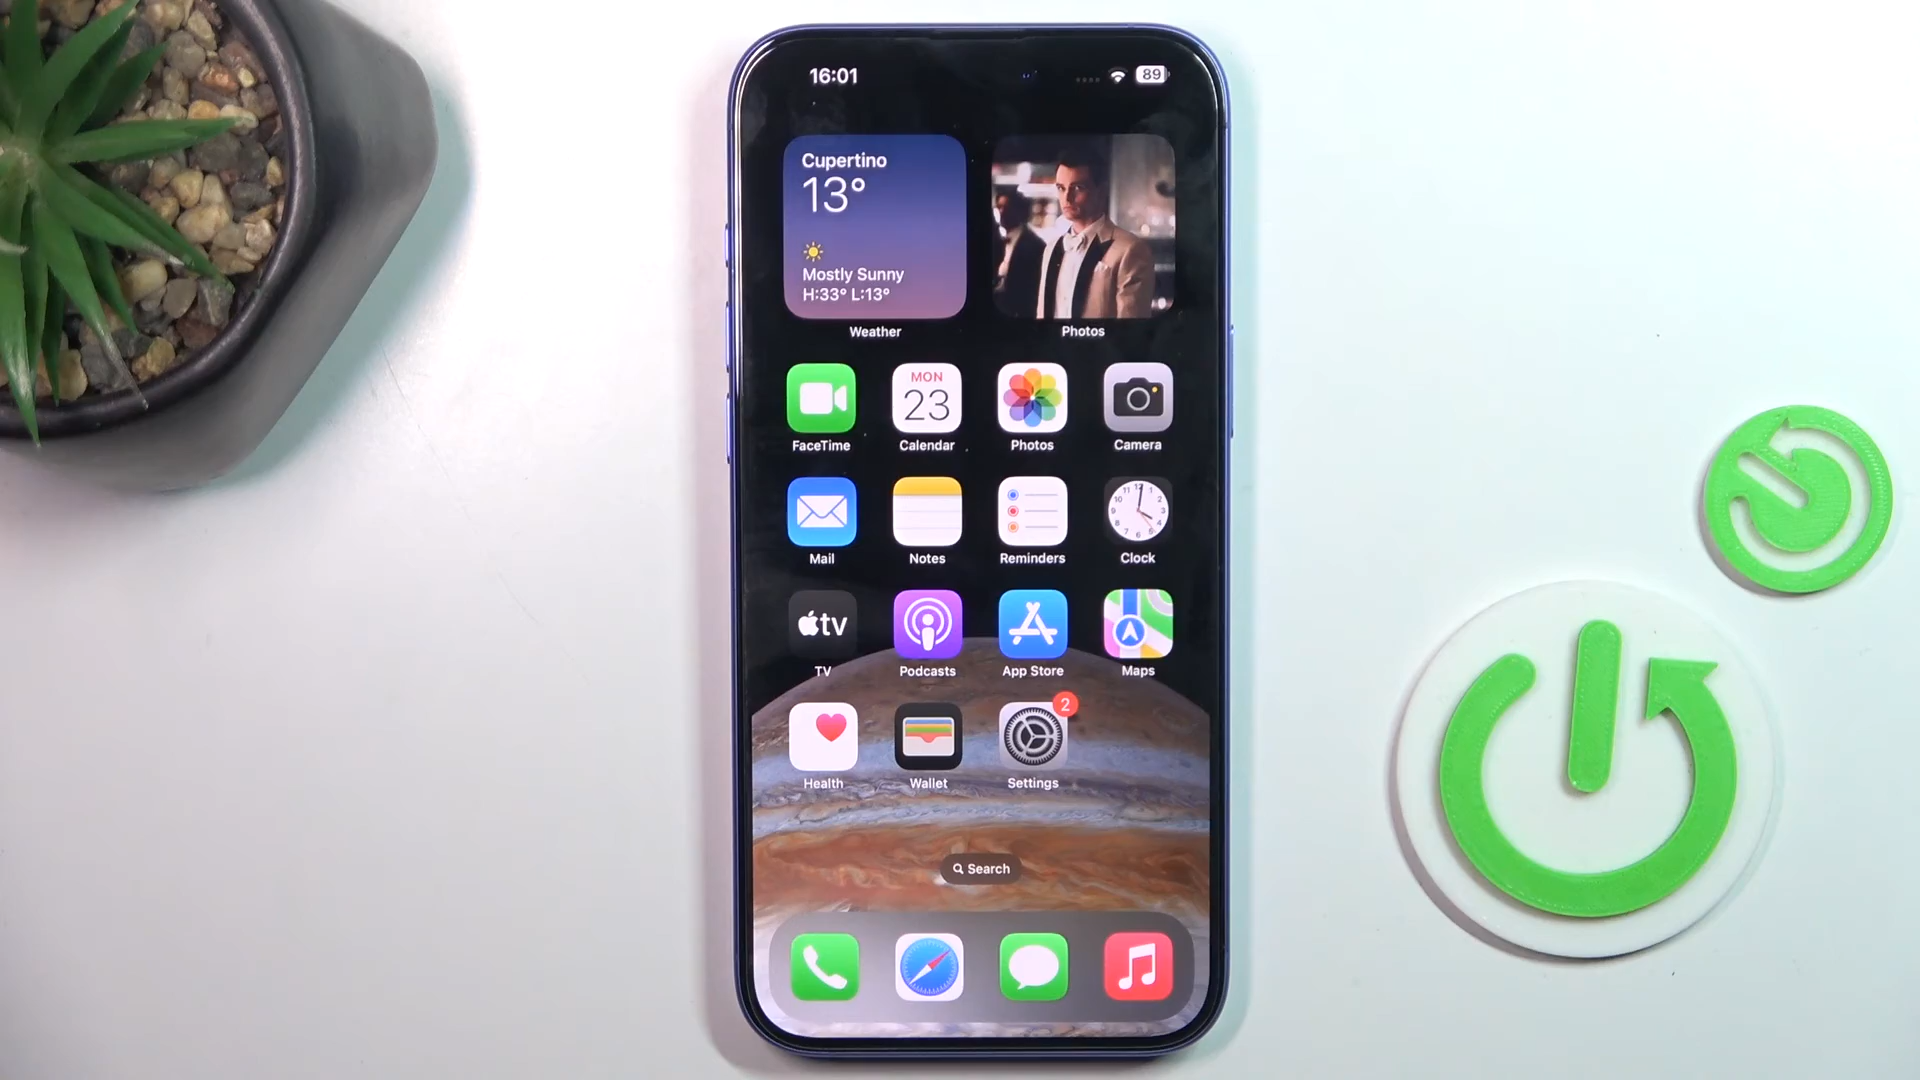 16:01
89
Cupertino
13°
Mostly Sunny
H:33° L:13°
Weather
Photos
MON
23
FaceTime
Calendar
Photos
Camera
Mail
Notes
Reminders
Clock
tv
TV
Podcasts
App Store
Maps
2
Health
Wallet
Settings
Search